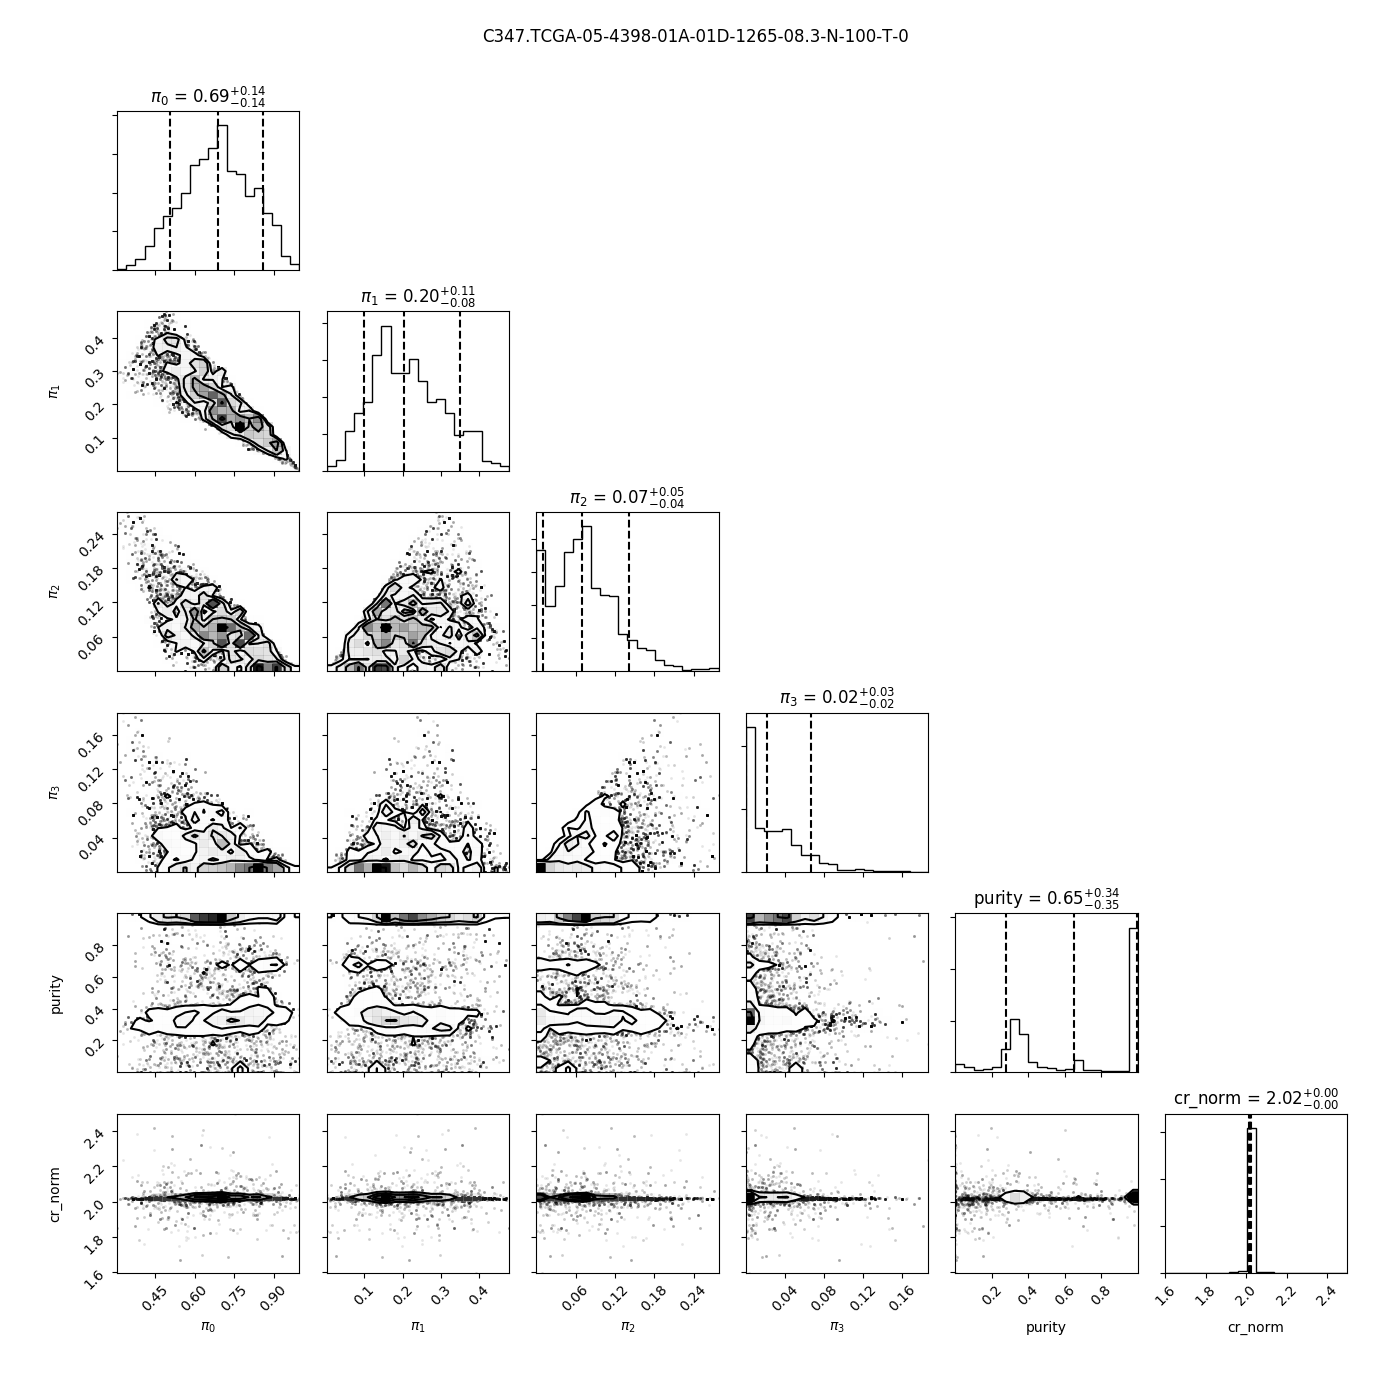 C347.TCGA-05-4398-01A-01D-1265-08.3-N-100-T-0
π₀ = 0.69+0.14−0.14
π₁ = 0.20+0.11−0.08
0.4
0.3
0.2
0.1
π₁
π₂ = 0.07+0.05−0.04
0.24
0.18
0.12
0.06
π₂
π₃ = 0.02+0.03−0.02
0.16
0.12
0.08
0.04
π₃
purity = 0.65+0.34−0.35
0.8
0.6
0.4
0.2
purity
cr_norm = 2.02+0.00−0.00
2.4
2.2
2.0
1.8
1.6
cr_norm
0.45 0.60 0.75 0.90 0.1 0.2 0.3 0.4 0.06 0.12 0.18 0.24 0.04 0.08 0.12 0.16 0.2 0.4 0.6 0.8 1.6 1.8 2.0 2.2 2.4
π₀ π₁ π₂ π₃ purity cr_norm